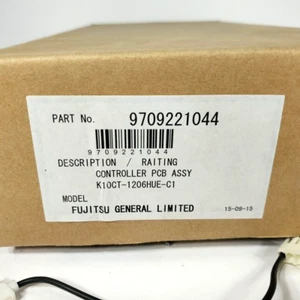 PART No. 9709221044
9709221044
DESCRIPTION / RAITING
CONTROLLER PCB ASSY
K10CT-1206HUE-C1
MODEL
FUJITSU GENERAL LIMITED 15-09-15